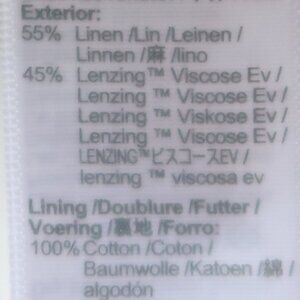 Exterior:
55% Linen /Lin /Leinen /
Linnen /麻 /lino
45% Lenzing™ Viscose Ev /
Lenzing ™ Viscose Ev /
Lenzing ™ Viskose Ev /
Lenzing ™ Viscose Ev /
LENZING™ビスコースEV /
lenzing ™ viscosa ev
Lining /Doublure /Futter /
Voering /裏地 /Forro:
100% Cotton /Coton /
Baumwolle /Katoen /綿 /
algodón